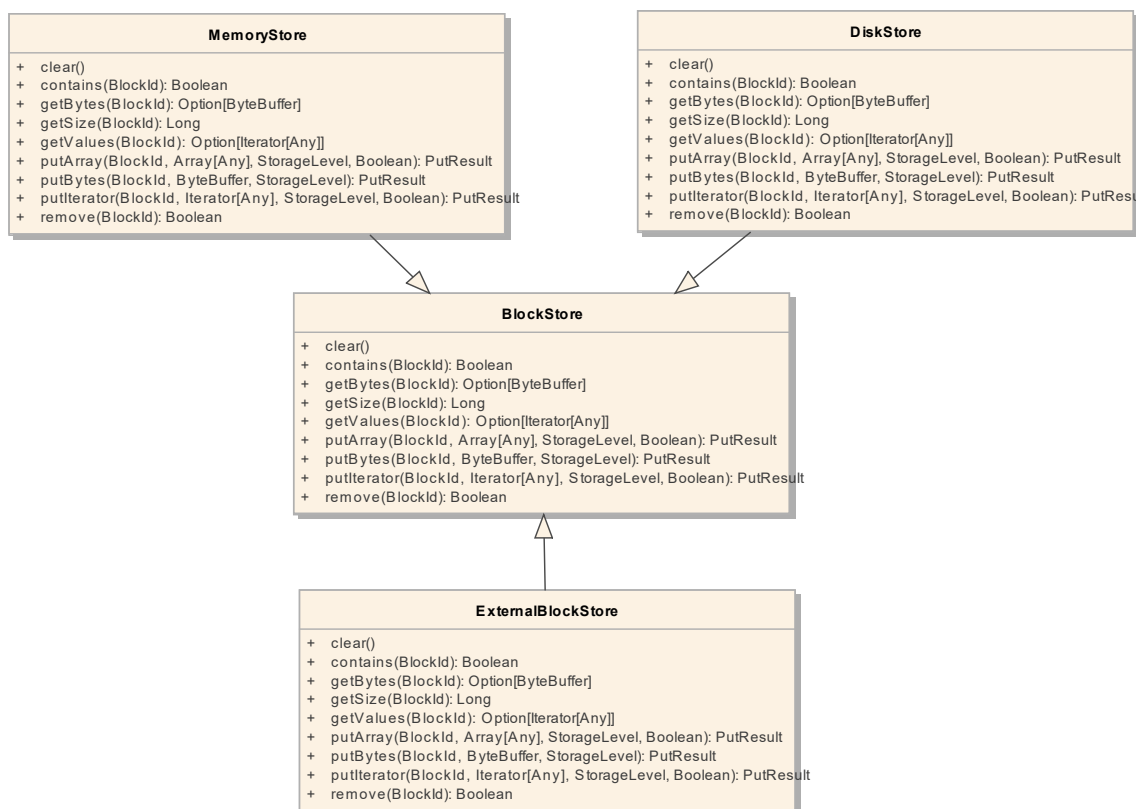 MemoryStore
+ clear()
+ contains(BlockId): Boolean
+ getBytes(BlockId): Option[ByteBuffer]
+ getSize(BlockId): Long
+ getValues(BlockId): Option[Iterator[Any]]
+ putArray(BlockId, Array[Any], StorageLevel, Boolean): PutResult
+ putBytes(BlockId, ByteBuffer, StorageLevel): PutResult
+ putIterator(BlockId, Iterator[Any], StorageLevel, Boolean): PutResult
+ remove(BlockId): Boolean
DiskStore
+ clear()
+ contains(BlockId): Boolean
+ getBytes(BlockId): Option[ByteBuffer]
+ getSize(BlockId): Long
+ getValues(BlockId): Option[Iterator[Any]]
+ putArray(BlockId, Array[Any], StorageLevel, Boolean): PutResult
+ putBytes(BlockId, ByteBuffer, StorageLevel): PutResult
+ putIterator(BlockId, Iterator[Any], StorageLevel, Boolean): PutResu
+ remove(BlockId): Boolean
BlockStore
+ clear()
+ contains(BlockId): Boolean
+ getBytes(BlockId): Option[ByteBuffer]
+ getSize(BlockId): Long
+ getValues(BlockId): Option[Iterator[Any]]
+ putArray(BlockId, Array[Any], StorageLevel, Boolean): PutResult
+ putBytes(BlockId, ByteBuffer, StorageLevel): PutResult
+ putIterator(BlockId, Iterator[Any], StorageLevel, Boolean): PutResult
+ remove(BlockId): Boolean
ExternalBlockStore
+ clear()
+ contains(BlockId): Boolean
+ getBytes(BlockId): Option[ByteBuffer]
+ getSize(BlockId): Long
+ getValues(BlockId): Option[Iterator[Any]]
+ putArray(BlockId, Array[Any], StorageLevel, Boolean): PutResult
+ putBytes(BlockId, ByteBuffer, StorageLevel): PutResult
+ putIterator(BlockId, Iterator[Any], StorageLevel, Boolean): PutResult
+ remove(BlockId): Boolean